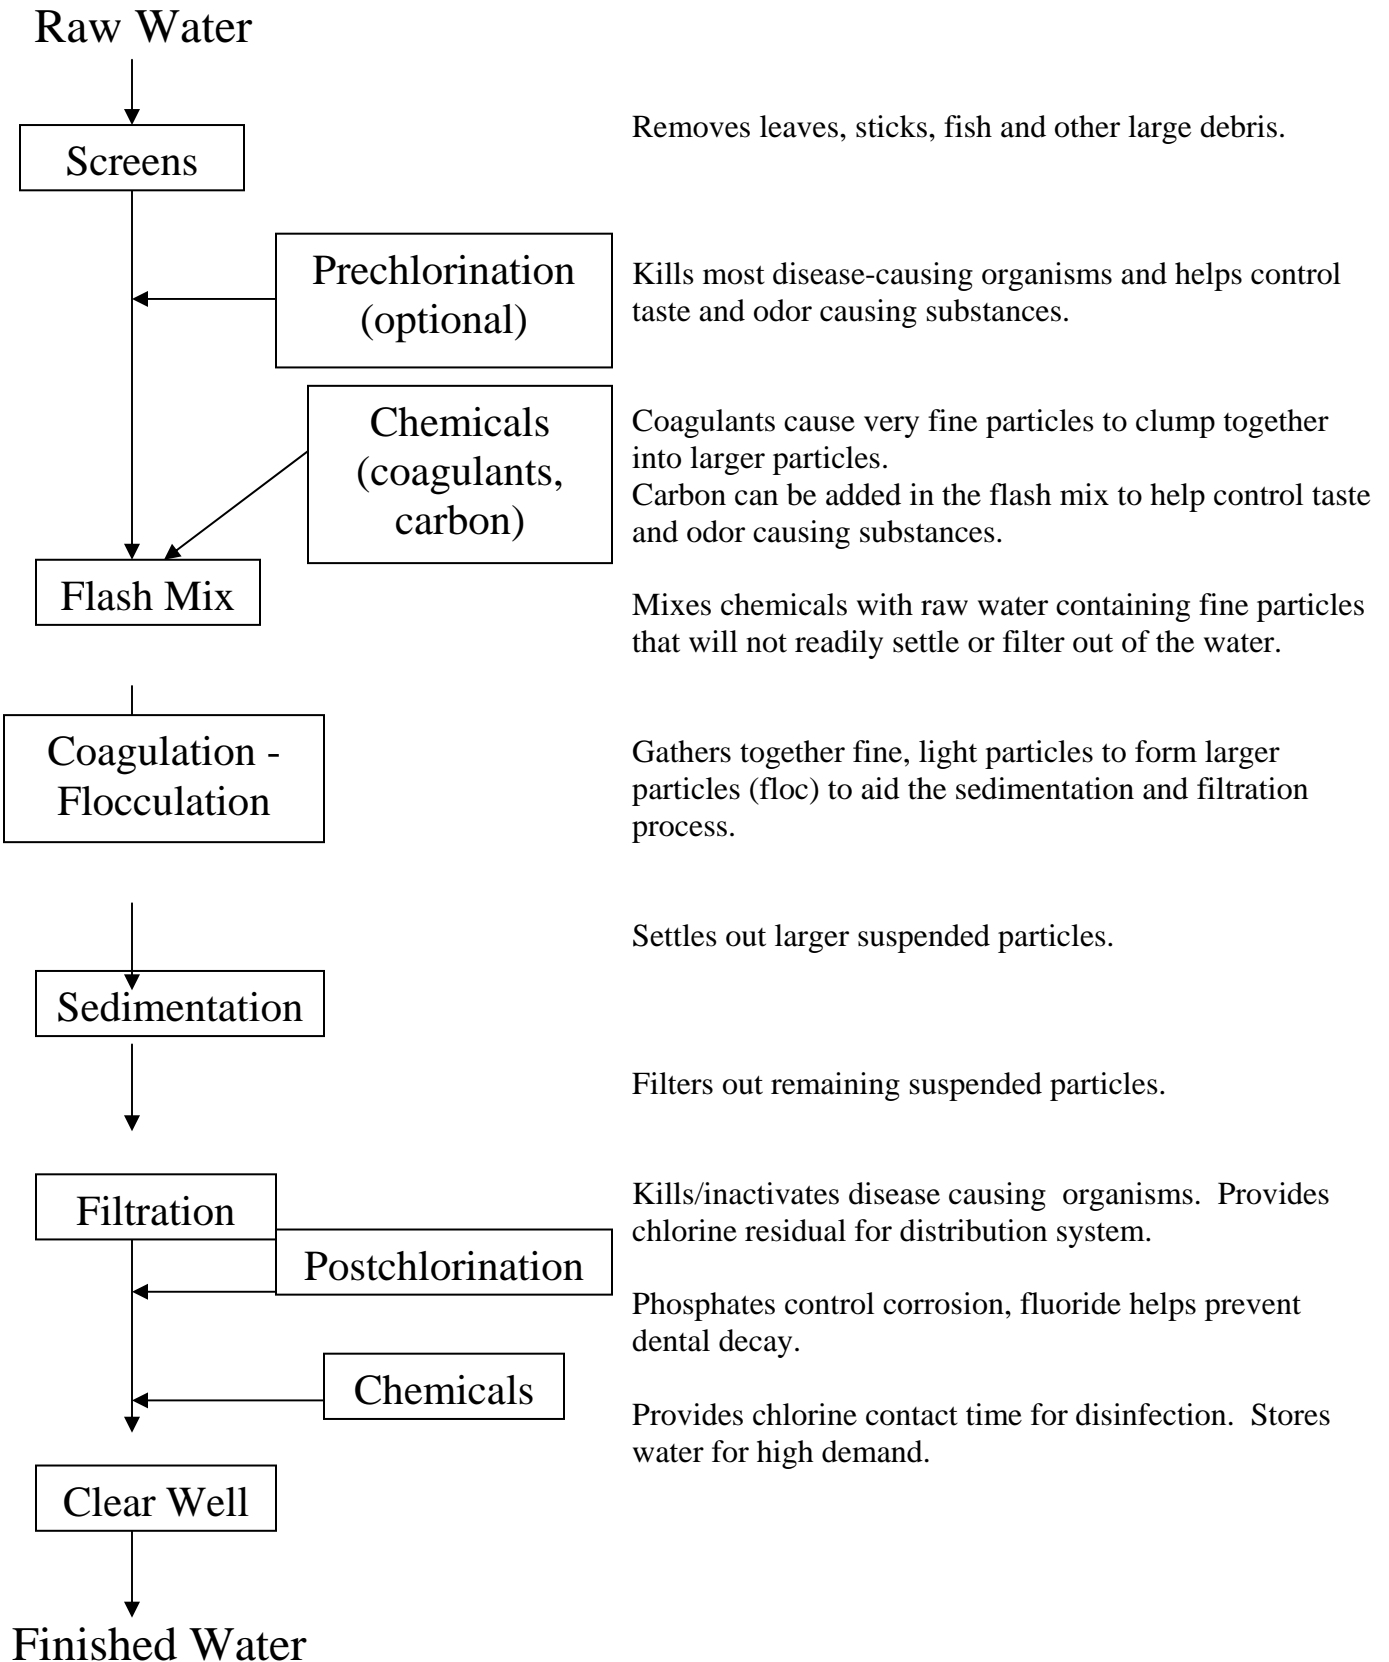 Raw Water
Removes leaves, sticks, fish and other large debris.
Screens
Prechlorination
(optional)
Kills most disease-causing organisms and helps control
taste and odor causing substances.
Chemicals
(coagulants,
carbon)
Coagulants cause very fine particles to clump together
into larger particles.
Carbon can be added in the flash mix to help control taste
and odor causing substances.
Flash Mix
Mixes chemicals with raw water containing fine particles
that will not readily settle or filter out of the water.
Coagulation -
Flocculation
Gathers together fine, light particles to form larger
particles (floc) to aid the sedimentation and filtration
process.
Settles out larger suspended particles.
Sedimentation
Filters out remaining suspended particles.
Filtration
Kills/inactivates disease causing  organisms.  Provides
chlorine residual for distribution system.
Postchlorination
Phosphates control corrosion, fluoride helps prevent
dental decay.
Chemicals
Provides chlorine contact time for disinfection.  Stores
water for high demand.
Clear Well
Finished Water